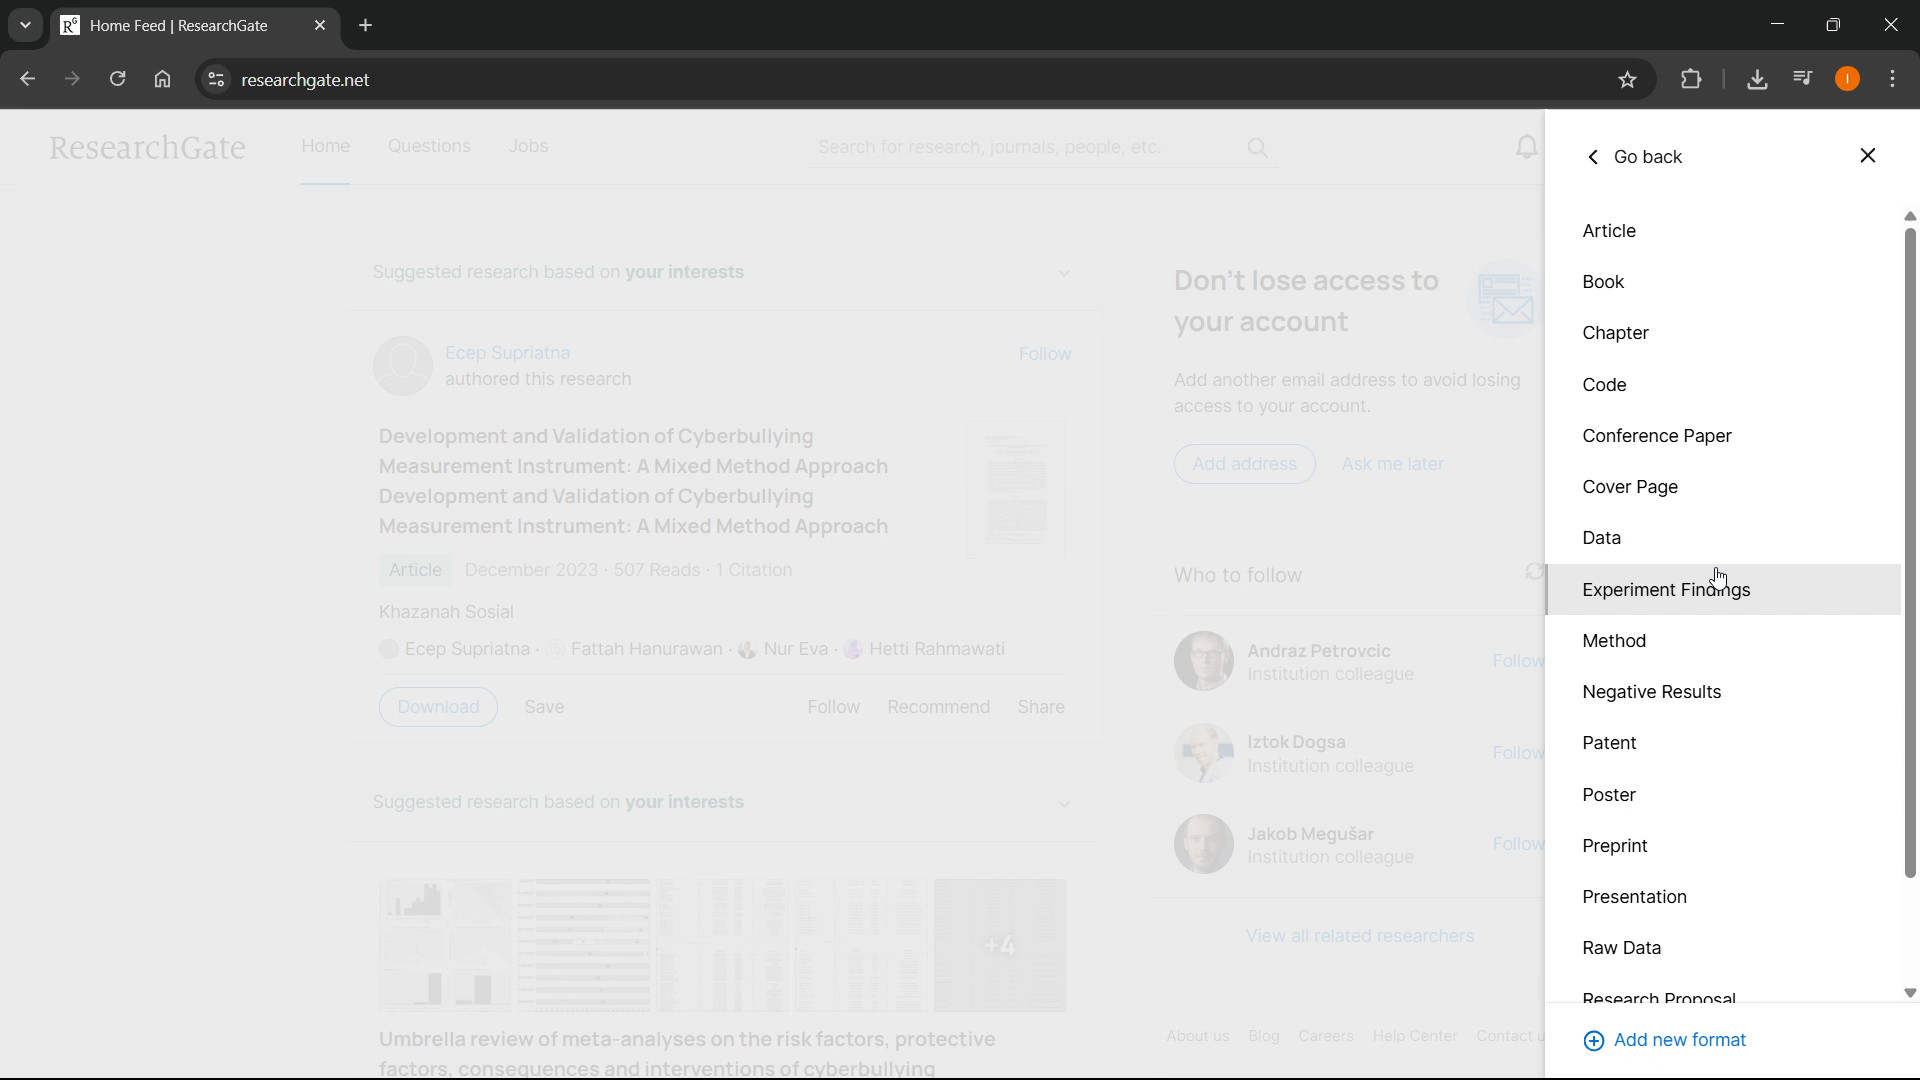 Home Feed | ResearchGate
researchgate.net
I
ResearchGate
Home
Questions
Jobs
Search for research, journals, people, etc.
Suggested research based on your interests
Ecep Supriatna
authored this research
Follow
Development and Validation of Cyberbullying
Measurement Instrument: A Mixed Method Approach
Development and Validation of Cyberbullying
Measurement Instrument: A Mixed Method Approach
Article December 2023 · 507 Reads · 1 Citation
Khazanah Sosial
Ecep Supriatna · Fattah Hanurawan · Nur Eva · Hetti Rahmawati
Download
Save
Follow
Recommend
Share
Suggested research based on your interests
+4
Umbrella review of meta-analyses on the risk factors, protective
factors, consequences and interventions of cyberbullying
Don't lose access to
your account
Add another email address to avoid losing
access to your account.
Add address
Ask me later
Who to follow
Andraz Petrovcic
Institution colleague
Follow
Iztok Dogsa
Institution colleague
Follow
Jakob Megušar
Institution colleague
Follow
View all related researchers
About us Blog Careers Help Center Contact u
Go back
Article
Book
Chapter
Code
Conference Paper
Cover Page
Data
Experiment Findings
Method
Negative Results
Patent
Poster
Preprint
Presentation
Raw Data
Research Proposal
Add new format